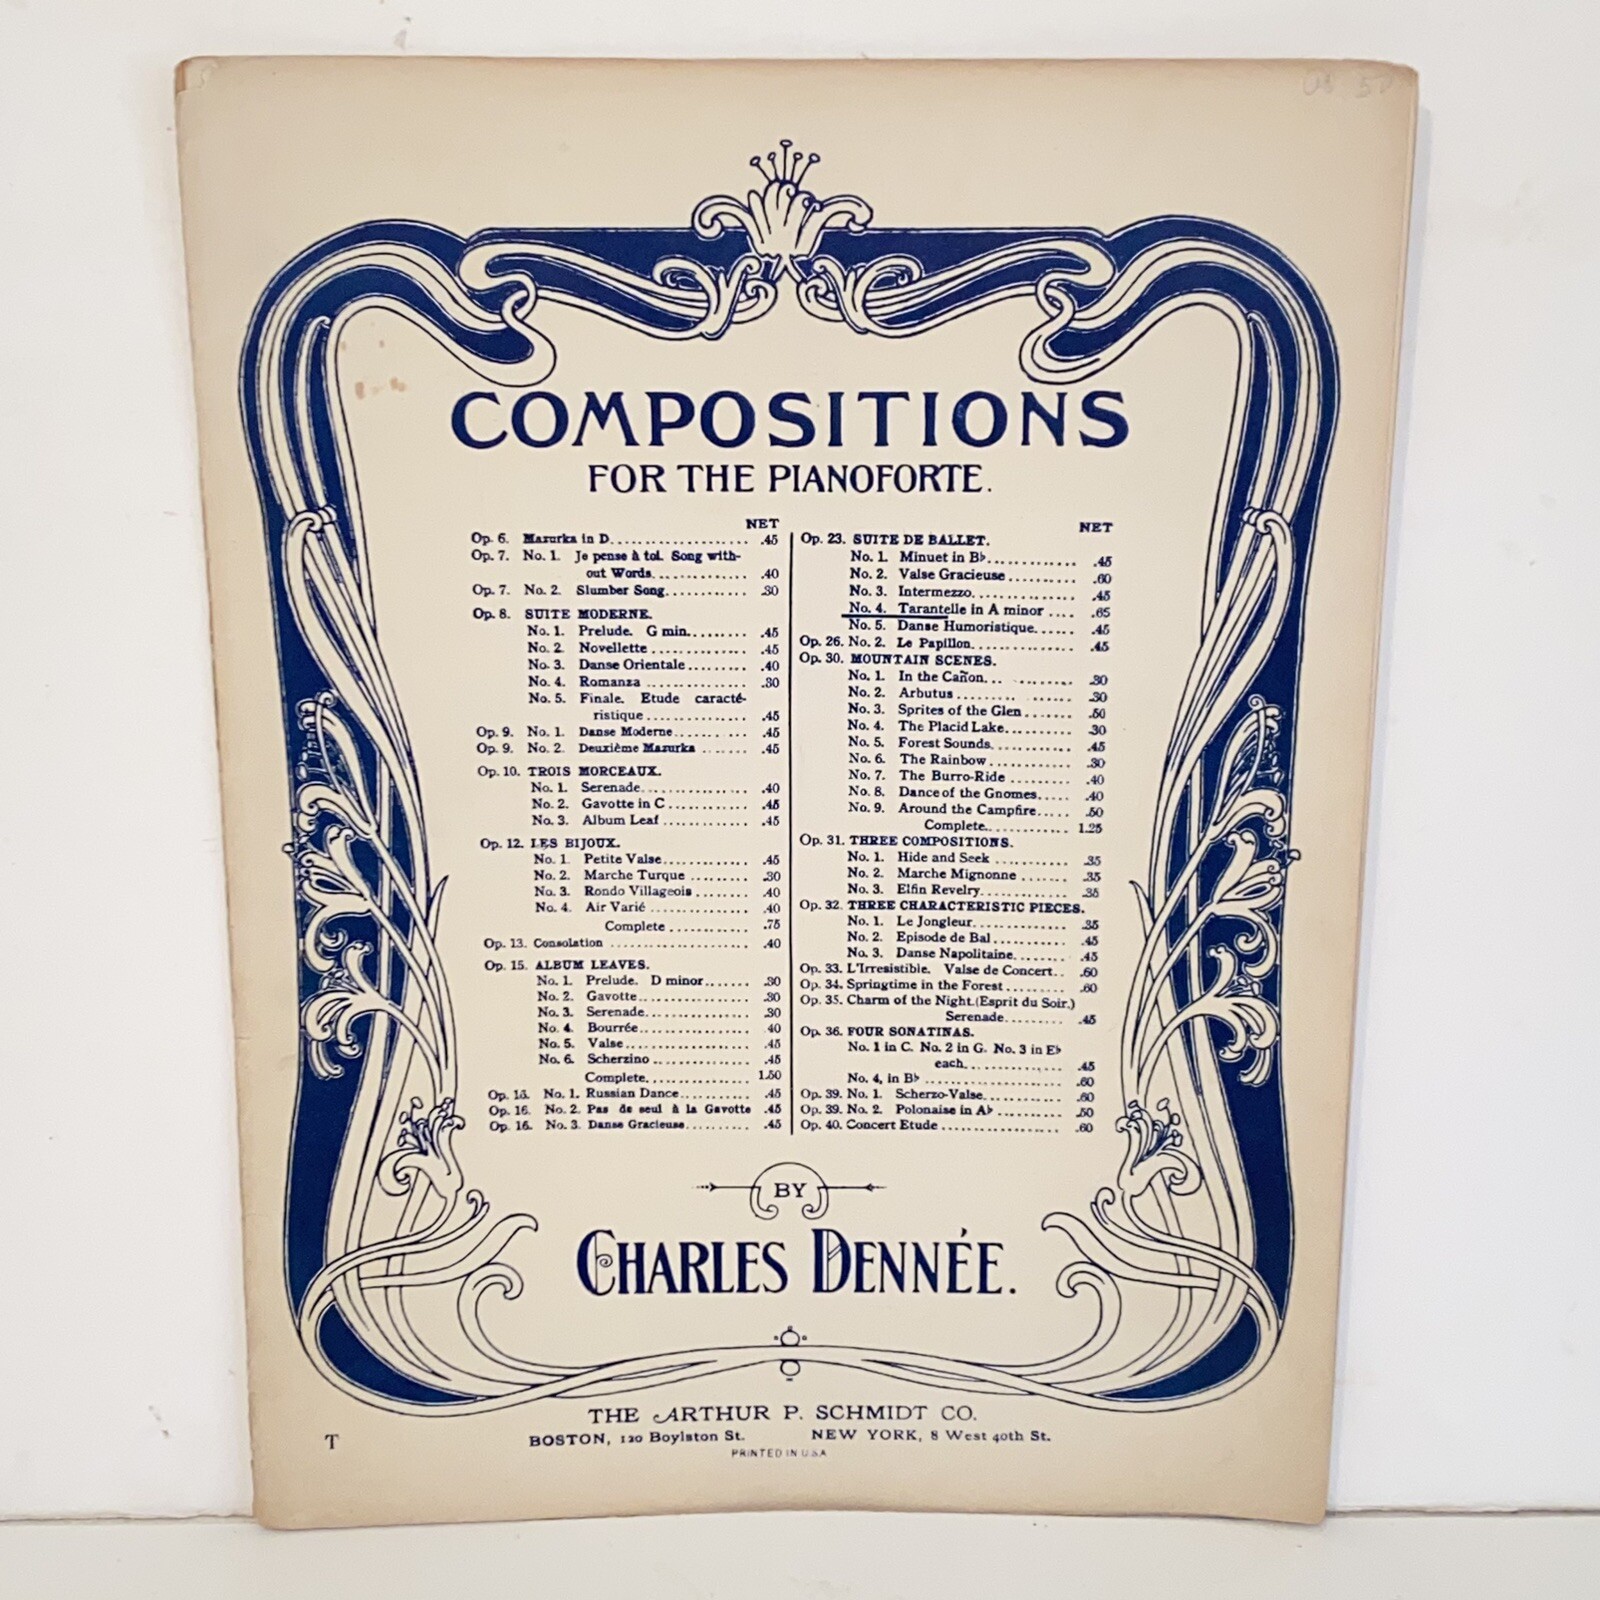 COMPOSITIONS
FOR THE PIANOFORTE.
NET
Op. 6. Mazurka in D .45
Op. 7. No. 1. Je pense à toi. Song with-
out Words .40
Op. 7. No. 2. Slumber Song .30
Op. 8. SUITE MODERNE.
No. 1. Prelude. G min. .45
No. 2. Novellette .45
No. 3. Danse Orientale .40
No. 4. Romanza .30
No. 5. Finale. Etude caracté-
ristique .45
Op. 9. No. 1. Danse Moderne .45
Op. 9. No. 2. Deuxième Mazurka .45
Op. 10. TROIS MORCEAUX.
No. 1. Serenade .40
No. 2. Gavotte in C .45
No. 3. Album Leaf .45
Op. 12. LES BIJOUX.
No. 1. Petite Valse .45
No. 2. Marche Turque .30
No. 3. Rondo Villageois .40
No. 4. Air Varié .40
Complete .75
Op. 13. Consolation .40
Op. 15. ALBUM LEAVES.
No. 1. Prelude. D minor .30
No. 2. Gavotte .30
No. 3. Serenade .30
No. 4. Bourrée .40
No. 5. Valse .45
No. 6. Scherzino .45
Complete 1.50
Op. 16. No. 1. Russian Dance .45
Op. 16. No. 2. Pas de seul à la Gavotte .45
Op. 16. No. 3. Danse Gracieuse .45
NET
Op. 23. SUITE DE BALLET.
No. 1. Minuet in B♭ .45
No. 2. Valse Gracieuse .60
No. 3. Intermezzo .45
No. 4. Tarantelle in A minor .65
No. 5. Danse Humoristique .45
Op. 26. No. 2. Le Papillon .45
Op. 30. MOUNTAIN SCENES.
No. 1. In the Cañon .30
No. 2. Arbutus .30
No. 3. Sprites of the Glen .50
No. 4. The Placid Lake .30
No. 5. Forest Sounds .45
No. 6. The Rainbow .30
No. 7. The Burro-Ride .40
No. 8. Dance of the Gnomes .40
No. 9. Around the Campfire .50
Complete 1.25
Op. 31. THREE COMPOSITIONS.
No. 1. Hide and Seek .35
No. 2. Marche Mignonne .35
No. 3. Elfin Revelry .35
Op. 32. THREE CHARACTERISTIC PIECES.
No. 1. Le Jongleur .35
No. 2. Episode de Bal .45
No. 3. Danse Napolitaine .45
Op. 33. L'Irresistible. Valse de Concert .60
Op. 34. Springtime in the Forest .60
Op. 35. Charm of the Night. (Esprit du Soir.)
Serenade .45
Op. 36. FOUR SONATINAS.
No. 1 in C. No. 2 in G. No. 3 in E♭
each .45
No. 4, in B♭ .60
Op. 39. No. 1. Scherzo-Valse .60
Op. 39. No. 2. Polonaise in A♭ .50
Op. 40. Concert Etude .60
BY
CHARLES DENNÉE.
THE ARTHUR P. SCHMIDT CO.
BOSTON, 120 Boylston St. NEW YORK, 8 West 40th St.
PRINTED IN U.S.A
T